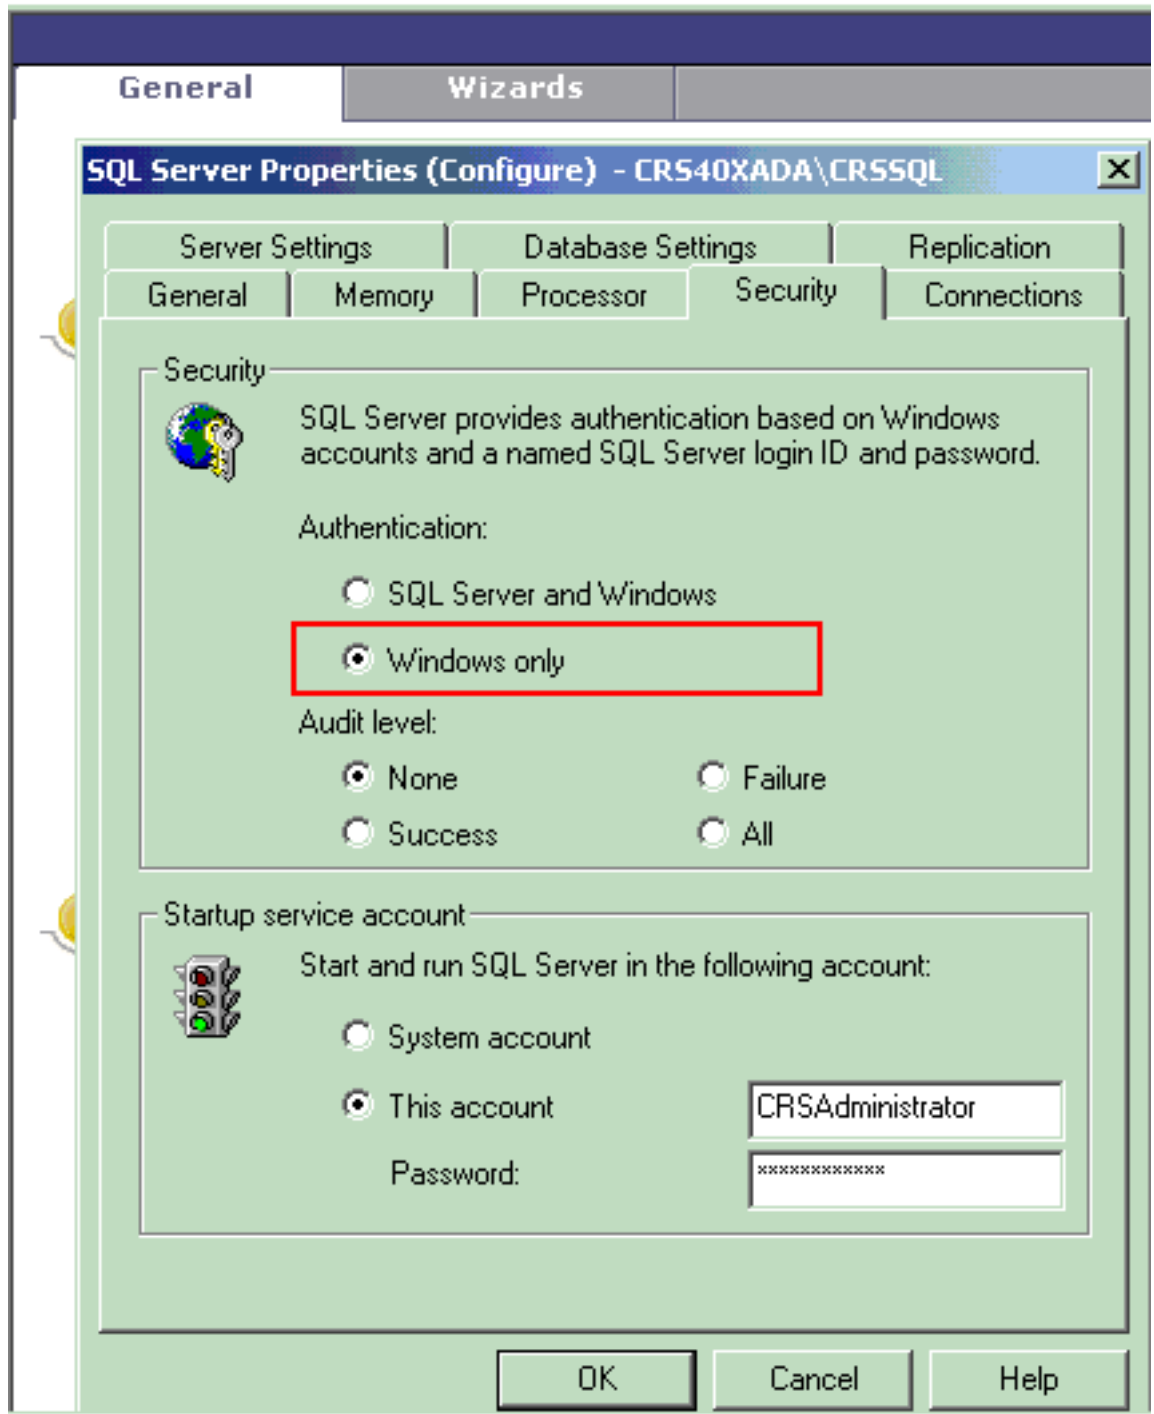 General Wizards
SQL Server Properties (Configure) - CRS40XADA\CRSSQL
Server Settings Database Settings Replication
General Memory Processor Security Connections
Security
SQL Server provides authentication based on Windows
accounts and a named SQL Server login ID and password.
Authentication:
SQL Server and Windows
Windows only
Audit level:
None Failure
Success All
Startup service account
Start and run SQL Server in the following account:
System account
This account CRSAdministrator
Password: ************
OK Cancel Help